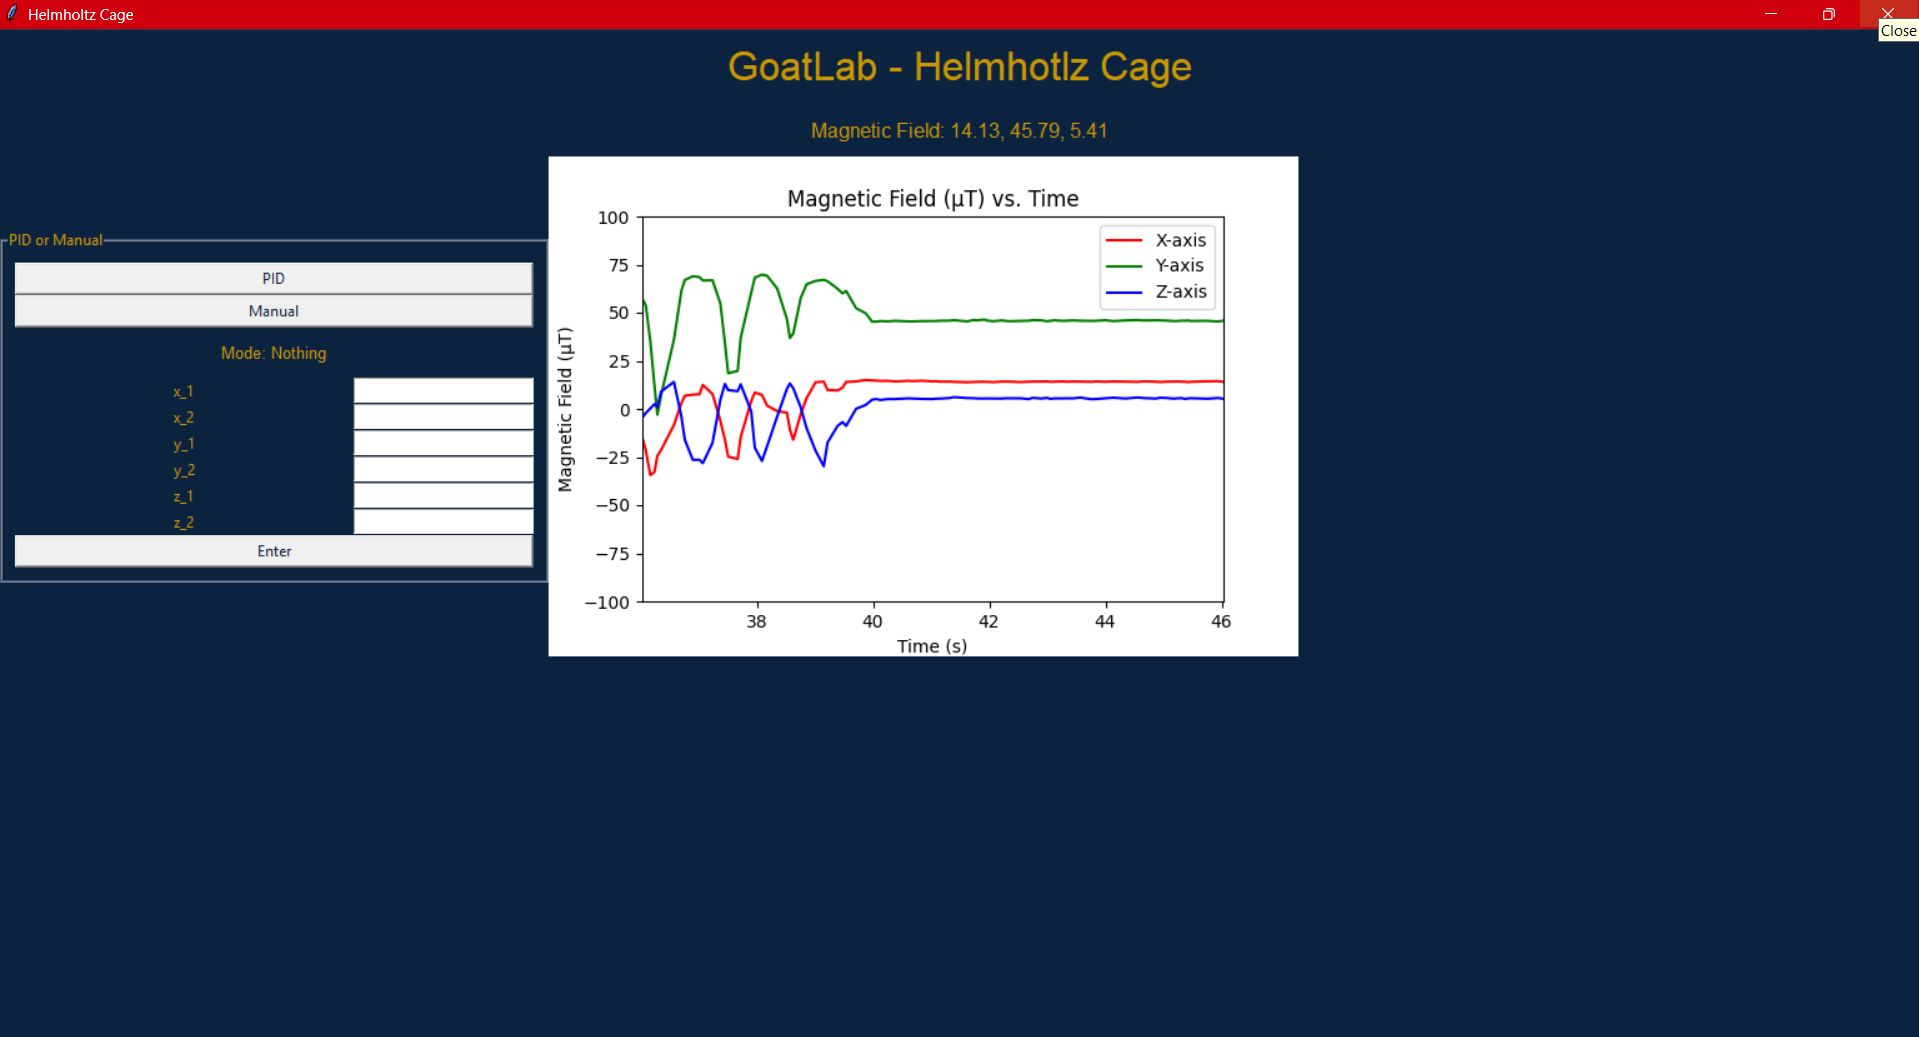 Helmholtz Cage
Close
GoatLab - Helmhotlz Cage
Magnetic Field: 14.13, 45.79, 5.41
PID or Manual
PID
Manual
Mode: Nothing
x_1
x_2
y_1
y_2
z_1
z_2
Enter
Magnetic Field (μT) vs. Time
X-axis
Y-axis
Z-axis
Magnetic Field (μT)
100
75
50
25
0
−25
−50
−75
−100
38 40 42 44 46
Time (s)